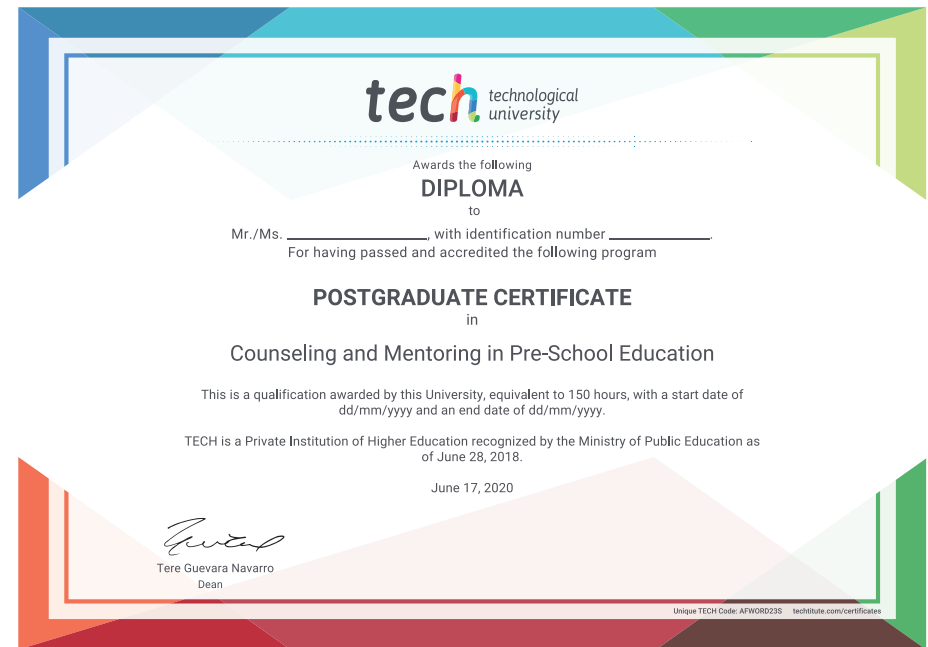 tech technological
university
Awards the following
DIPLOMA
to
Mr./Ms. ____________________, with identification number ______________.
For having passed and accredited the following program
POSTGRADUATE CERTIFICATE
in
Counseling and Mentoring in Pre-School Education
This is a qualification awarded by this University, equivalent to 150 hours, with a start date of
dd/mm/yyyy and an end date of dd/mm/yyyy.
TECH is a Private Institution of Higher Education recognized by the Ministry of Public Education as
of June 28, 2018.
June 17, 2020
Tere Guevara Navarro
Dean
Unique TECH Code: AFWORD23S techtitute.com/certificates